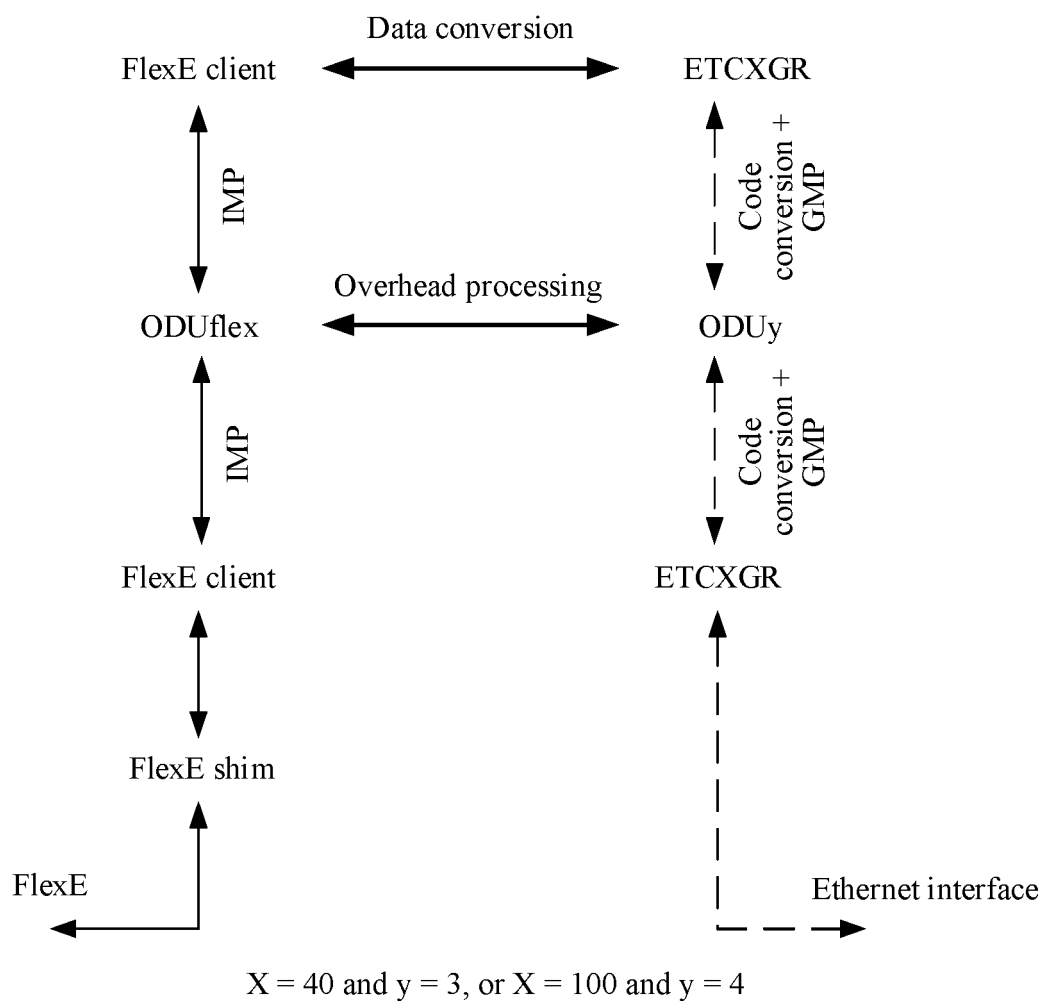 Data conversion
FlexE client
ETCXGR
IMP
Code
conversion +
GMP
Overhead processing
ODUflex
ODUy
IMP
Code
conversion +
GMP
FlexE client
ETCXGR
FlexE shim
FlexE
Ethernet interface
X = 40 and y = 3, or X = 100 and y = 4